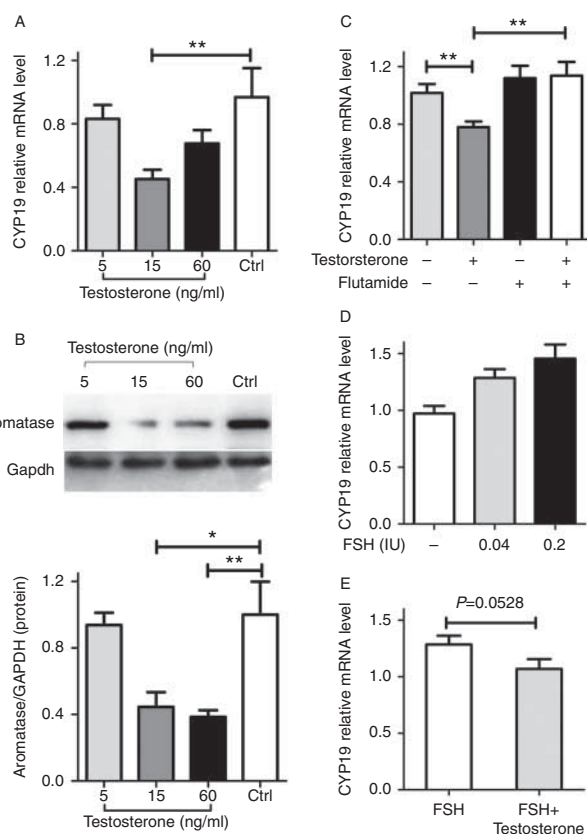 A
CYP19 relative mRNA level
1.2
0.8
0.4
0.0
**
5 15 60 Ctrl
Testosterone (ng/ml)
B
Testosterone (ng/ml)
5 15 60 Ctrl
omatase
Gapdh
Aromatase/GAPDH (protein)
1.2
0.8
0.4
0.0
*
**
5 15 60 Ctrl
Testosterone (ng/ml)
C
CYP19 relative mRNA level
1.2
0.8
0.4
0.0
**
**
Testorsterone – + – +
Flutamide – – + +
D
CYP19 relative mRNA level
1.5
1.0
0.5
0.0
FSH (IU) – 0.04 0.2
E
CYP19 relative mRNA level
1.5
1.0
0.5
0.0
P=0.0528
FSH FSH+
Testosterone